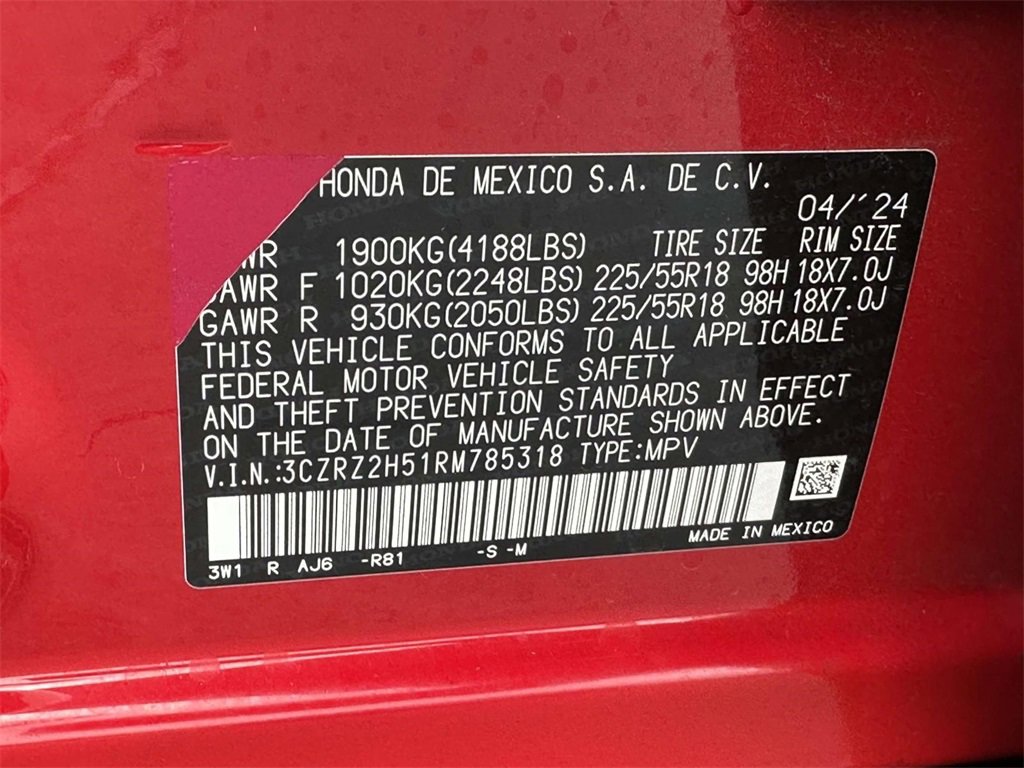 HONDA DE MEXICO S.A. DE C.V.
04/´24
1900KG(4188LBS) TIRE SIZE RIM SIZE
GAWR F 1020KG(2248LBS) 225/55R18 98H 18X7.0J
GAWR R 930KG(2050LBS) 225/55R18 98H 18X7.0J
THIS VEHICLE CONFORMS TO ALL APPLICABLE
FEDERAL MOTOR VEHICLE SAFETY
AND THEFT PREVENTION STANDARDS IN EFFECT
ON THE DATE OF MANUFACTURE SHOWN ABOVE.
V.I.N.:3CZRZ2H51RM785318 TYPE:MPV
MADE IN MEXICO
3W1 R AJ6 -R81 -S -M